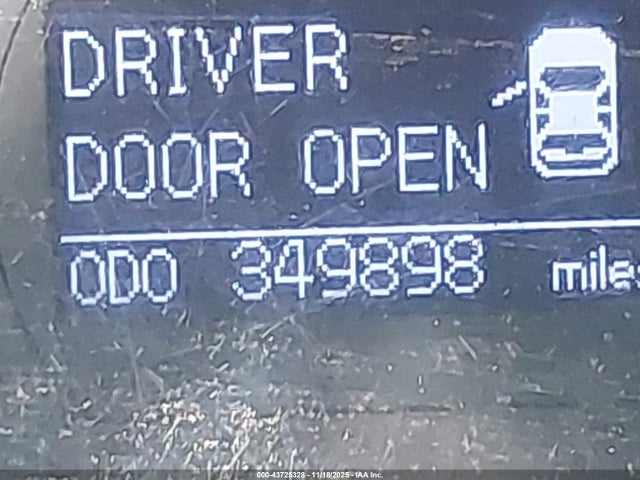 DRIVER
DOOR OPEN
ODO 349898 miles
000-43725328 - 11/18/2025 - IAA Inc.